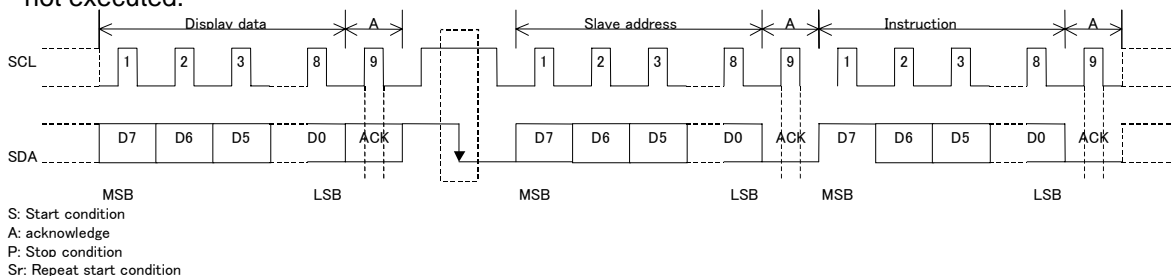 not executed.
Display data A Slave address A Instruction A
SCL 1 2 3 8 9 1 2 3 8 9 1 2 3 8 9
SDA D7 D6 D5 D0 ACK D7 D6 D5 D0 ACK D7 D6 D5 D0 ACK
MSB LSB MSB LSB MSB LSB
S: Start condition
A: acknowledge
P: Stop condition
Sr: Repeat start condition